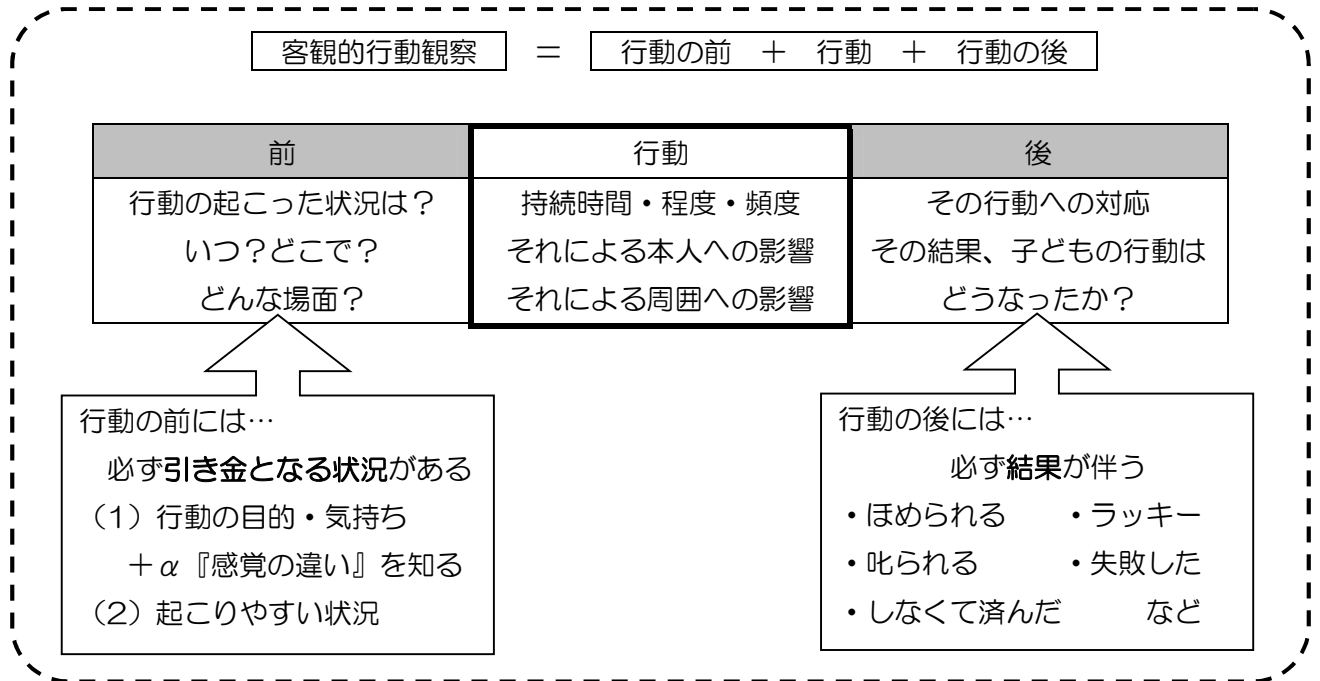 客観的行動観察 ＝ 行動の前 ＋ 行動 ＋ 行動の後
前 行動 後
行動の起こった状況は？ 持続時間・程度・頻度 その行動への対応
いつ？どこで？ それによる本人への影響 その結果、子どもの行動は
どんな場面？ それによる周囲への影響 どうなったか？
行動の前には…
必ず引き金となる状況がある
（1）行動の目的・気持ち
＋α『感覚の違い』を知る
（2）起こりやすい状況
行動の後には…
必ず結果が伴う
・ほめられる ・ラッキー
・叱られる ・失敗した
・しなくて済んだ など